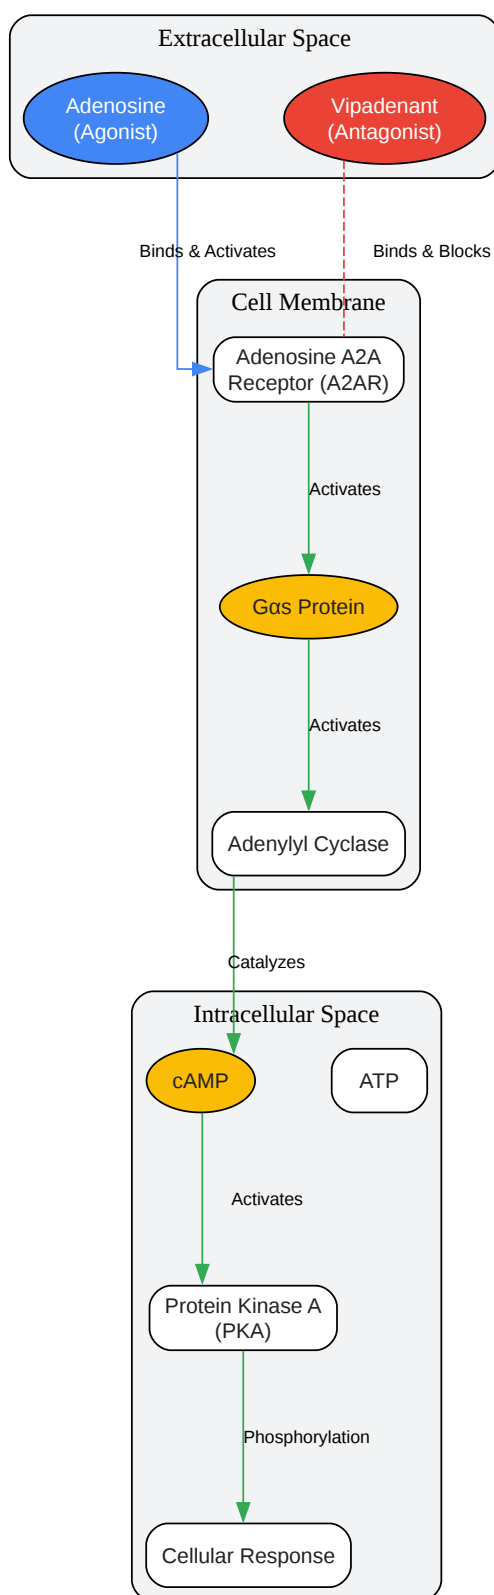 Extracellular Space
Adenosine
(Agonist)
Vipadenant
(Antagonist)
Binds & Activates
Binds & Blocks
Cell Membrane
Adenosine A2A
Receptor (A2AR)
Activates
Gαs Protein
Activates
Adenylyl Cyclase
Catalyzes
Intracellular Space
cAMP
ATP
Activates
Protein Kinase A
(PKA)
Phosphorylation
Cellular Response